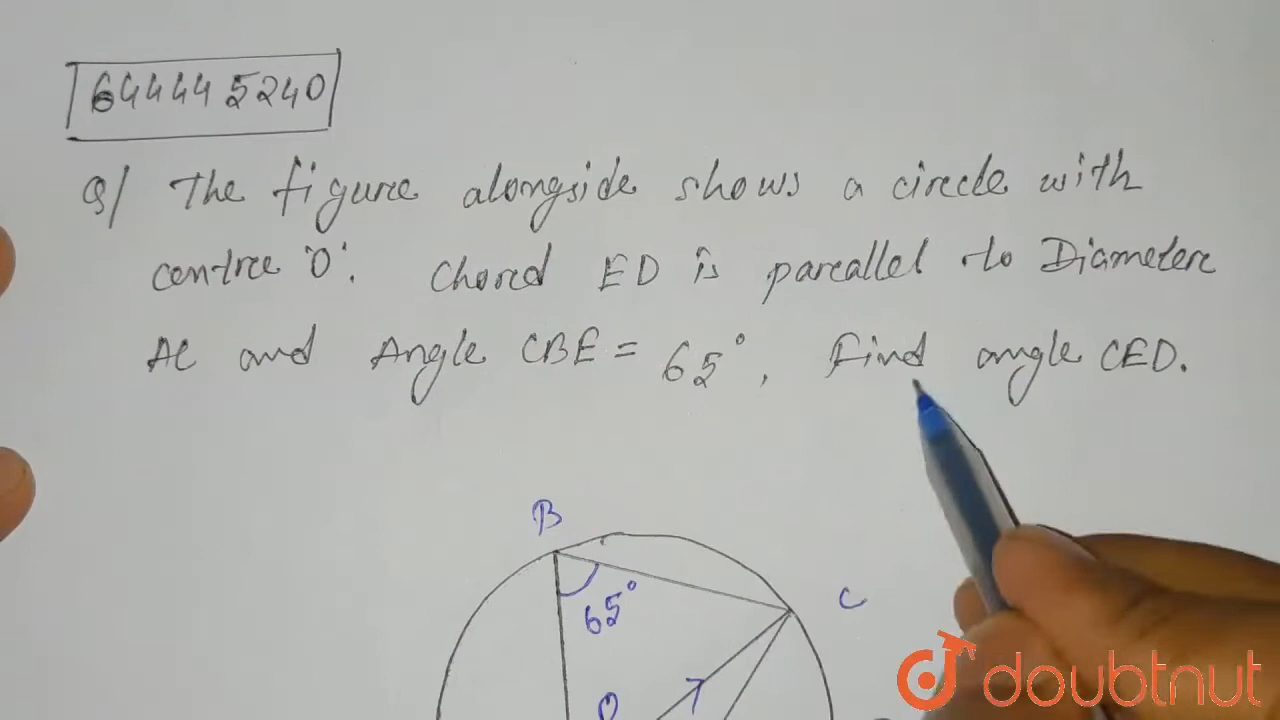 644445240
Q/ The figure alongside shows a circle with
centre 'O'. Chord ED is parallel to Diameter
AC and Angle CBE = 65°, Find angle CED.
B
65°
C
O
doubtnut